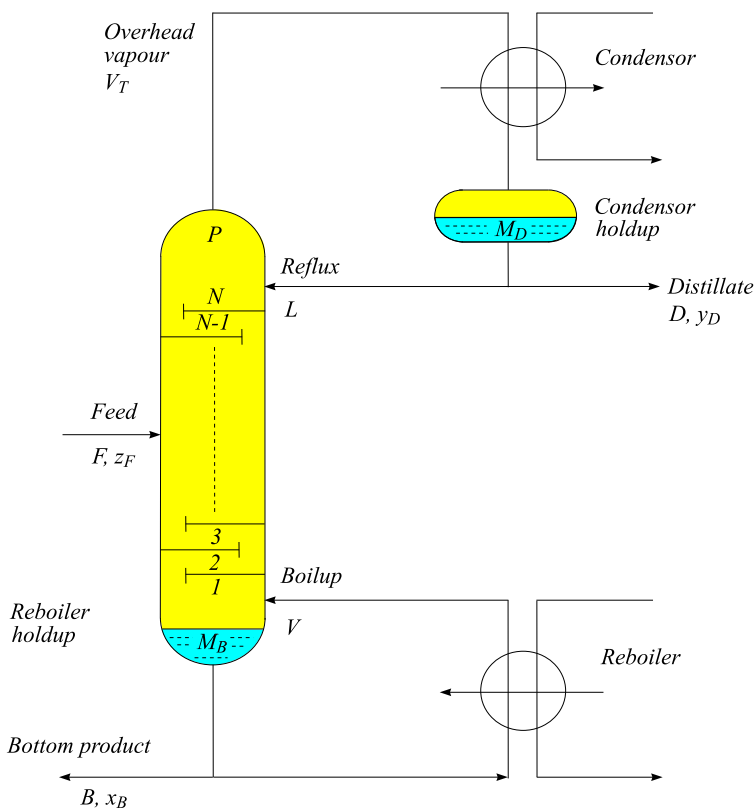 Overhead
vapour
V_T
Condensor
P
M_D
Condensor
holdup
Reflux
L
Distillate
D, y_D
N
N-1
Feed
F, z_F
3
2
1
Boilup
V
Reboiler
holdup
M_B
Reboiler
Bottom product
B, x_B